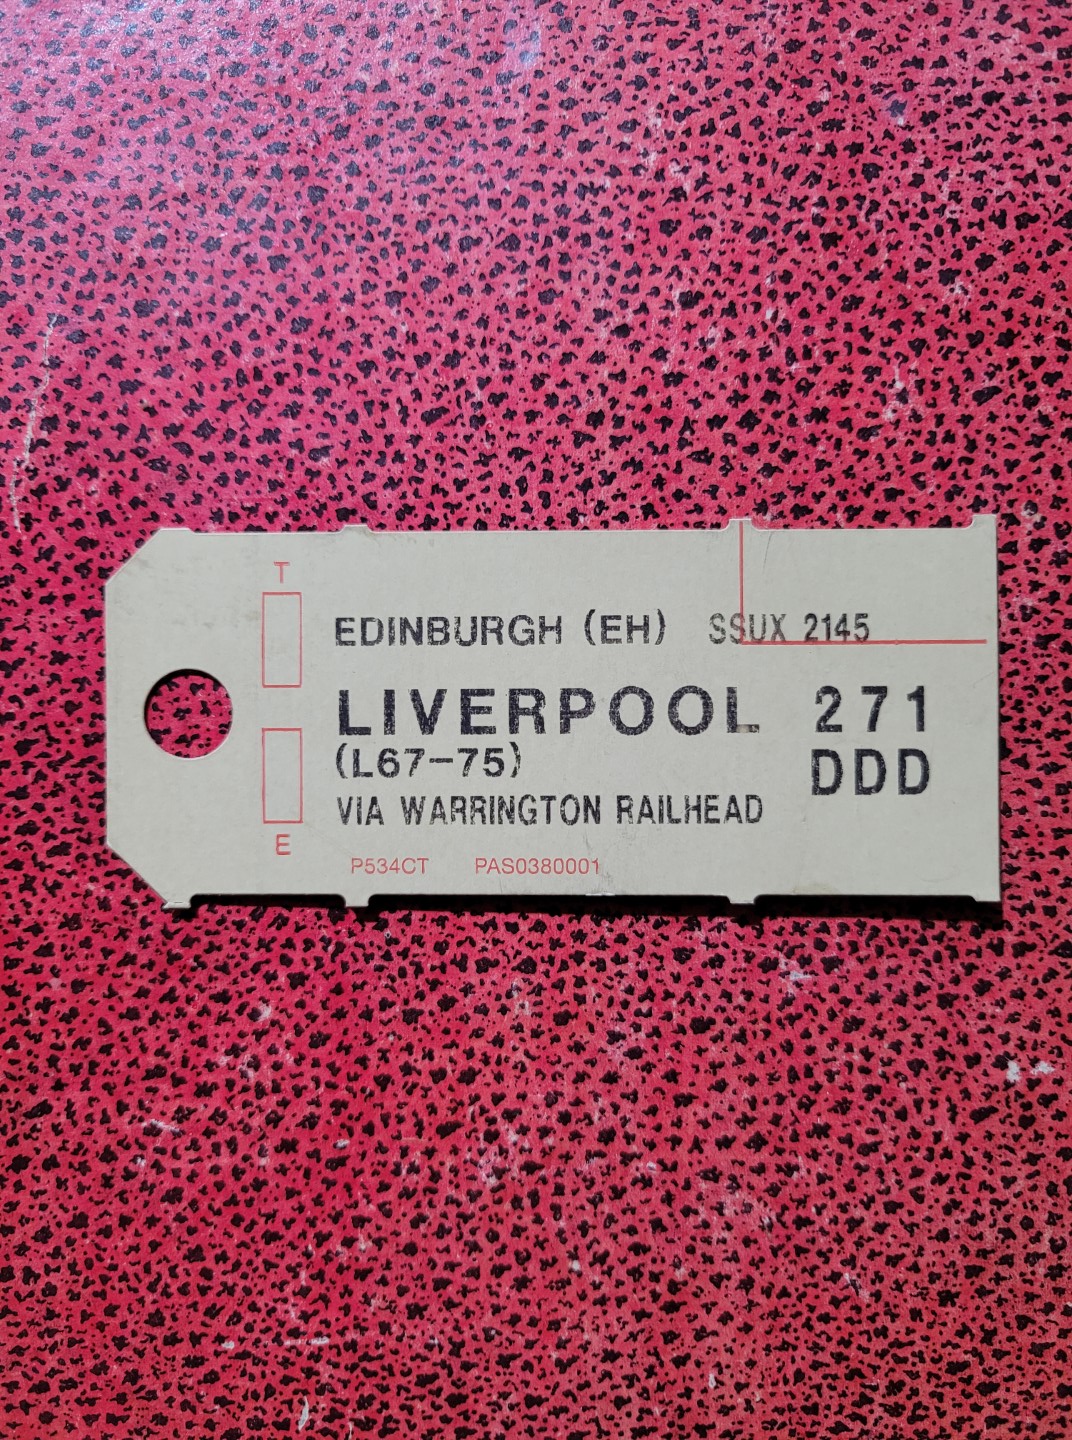 T
EDINBURGH (EH) SSUX 2145
LIVERPOOL 271
(L67-75) DDD
VIA WARRINGTON RAILHEAD
E
P534CT PAS0380001